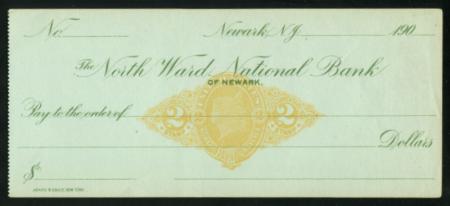 No. Newark, N.J. 190
The North Ward National Bank
OF NEWARK.
Pay to the order of
2 2
Dollars
$